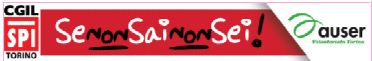 CGIL
SPI
TORINO
SeNONSaiNONSei!
auser
Volontariato Torino